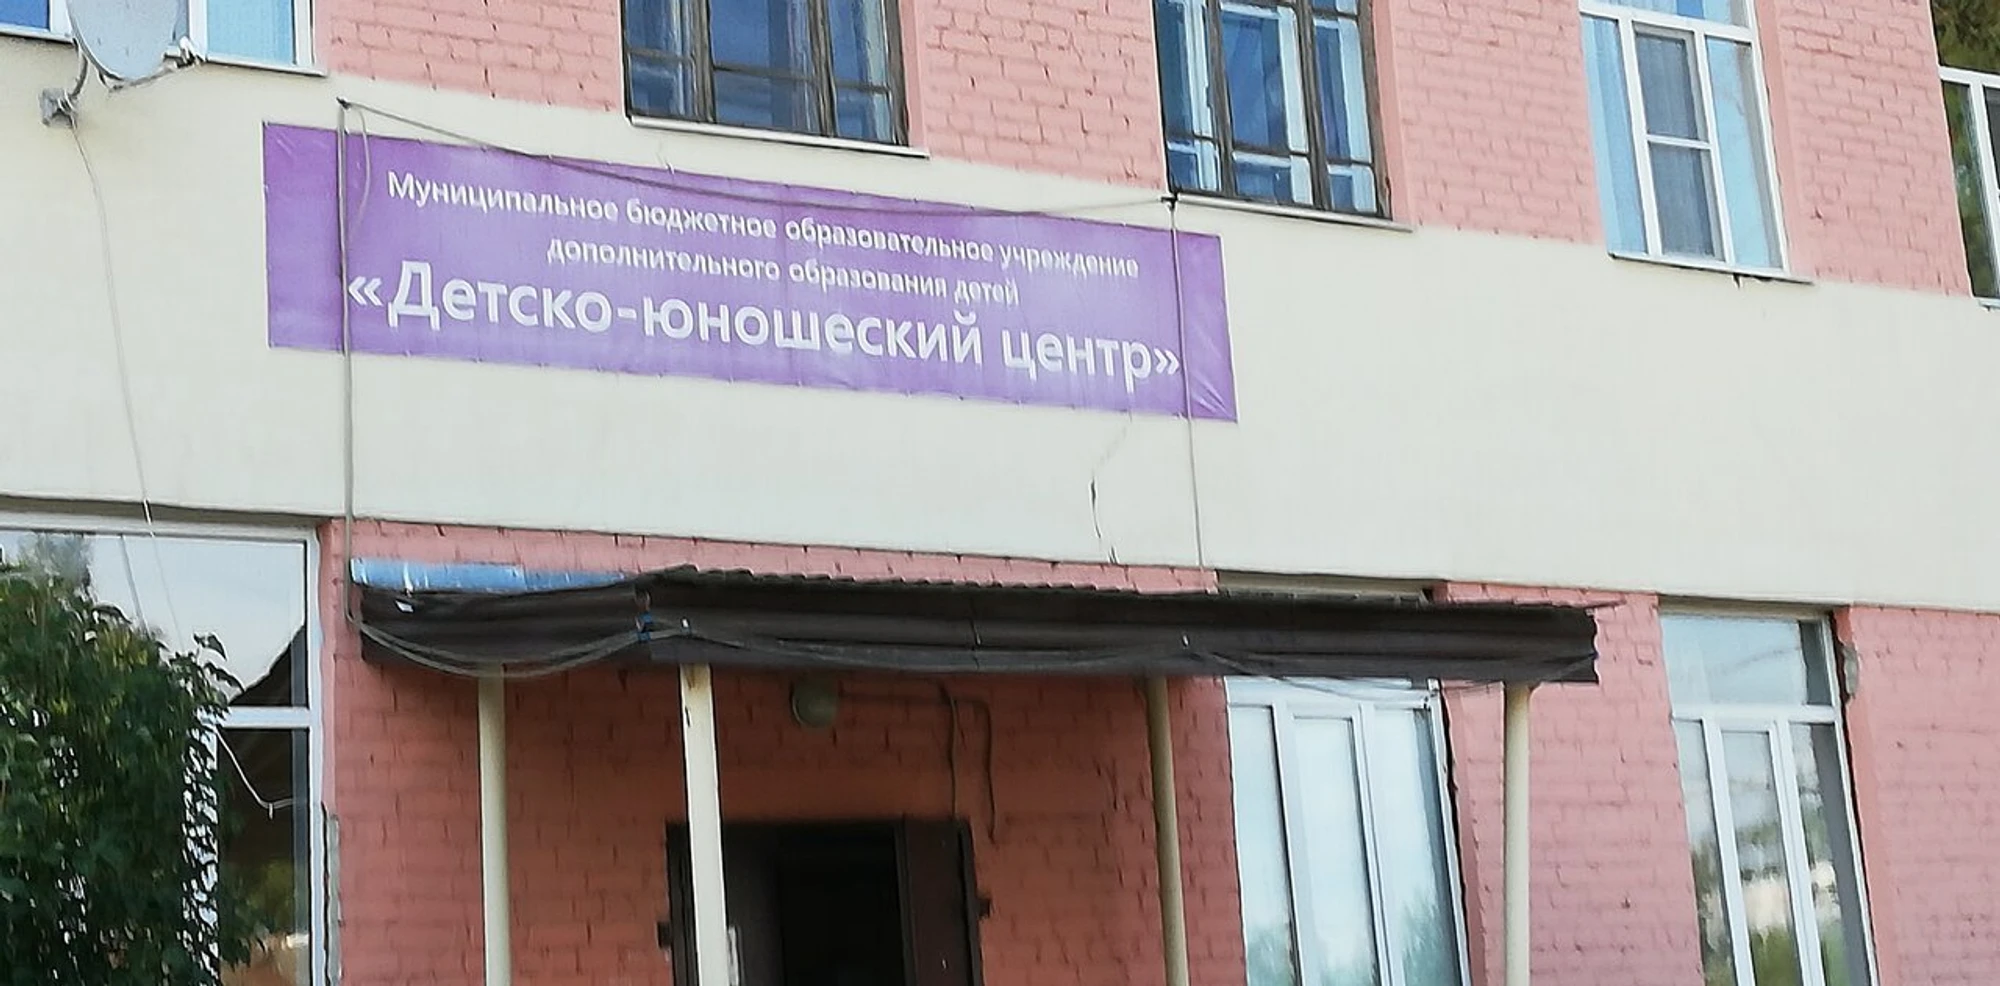 Муниципальное бюджетное образовательное учреждение
дополнительного образования детей
«Детско-юношеский центр»